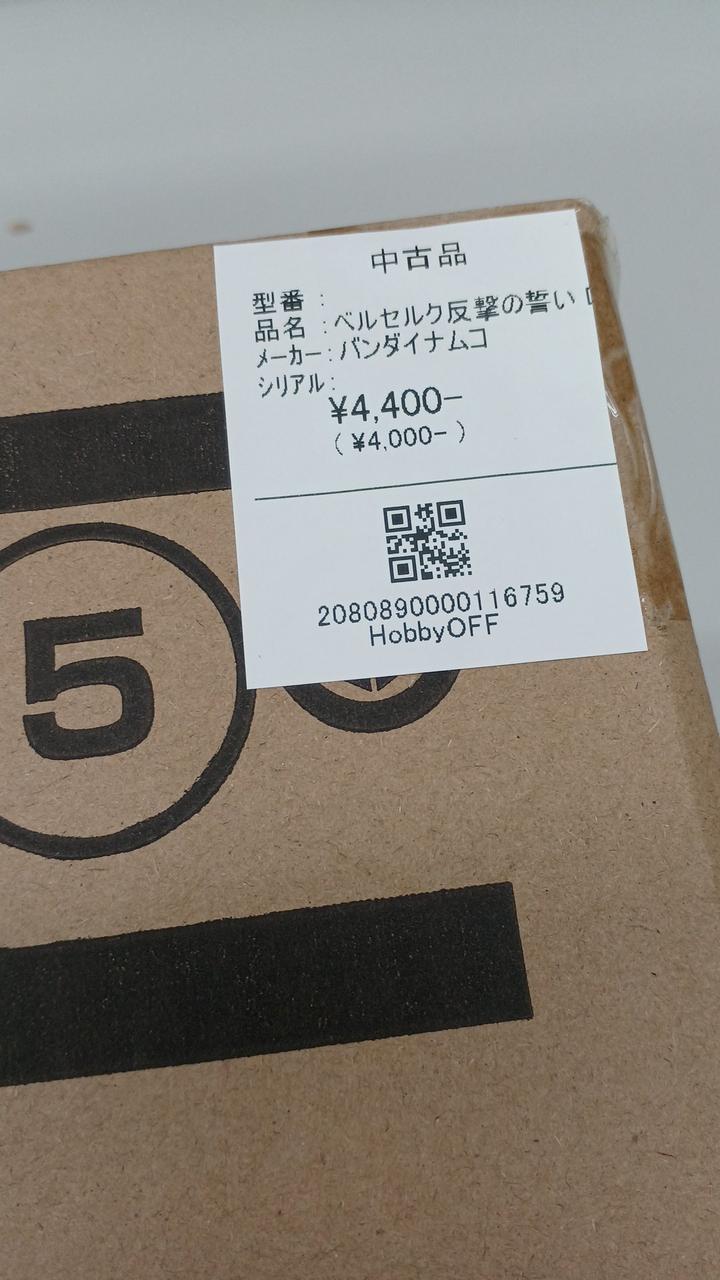 中古品
型番 :
品名 : ベルセルク反撃の誓い
メーカー : バンダイナムコ
シリアル :
¥4,400-
( ¥4,000- )
2080890000116759
HobbyOFF
5